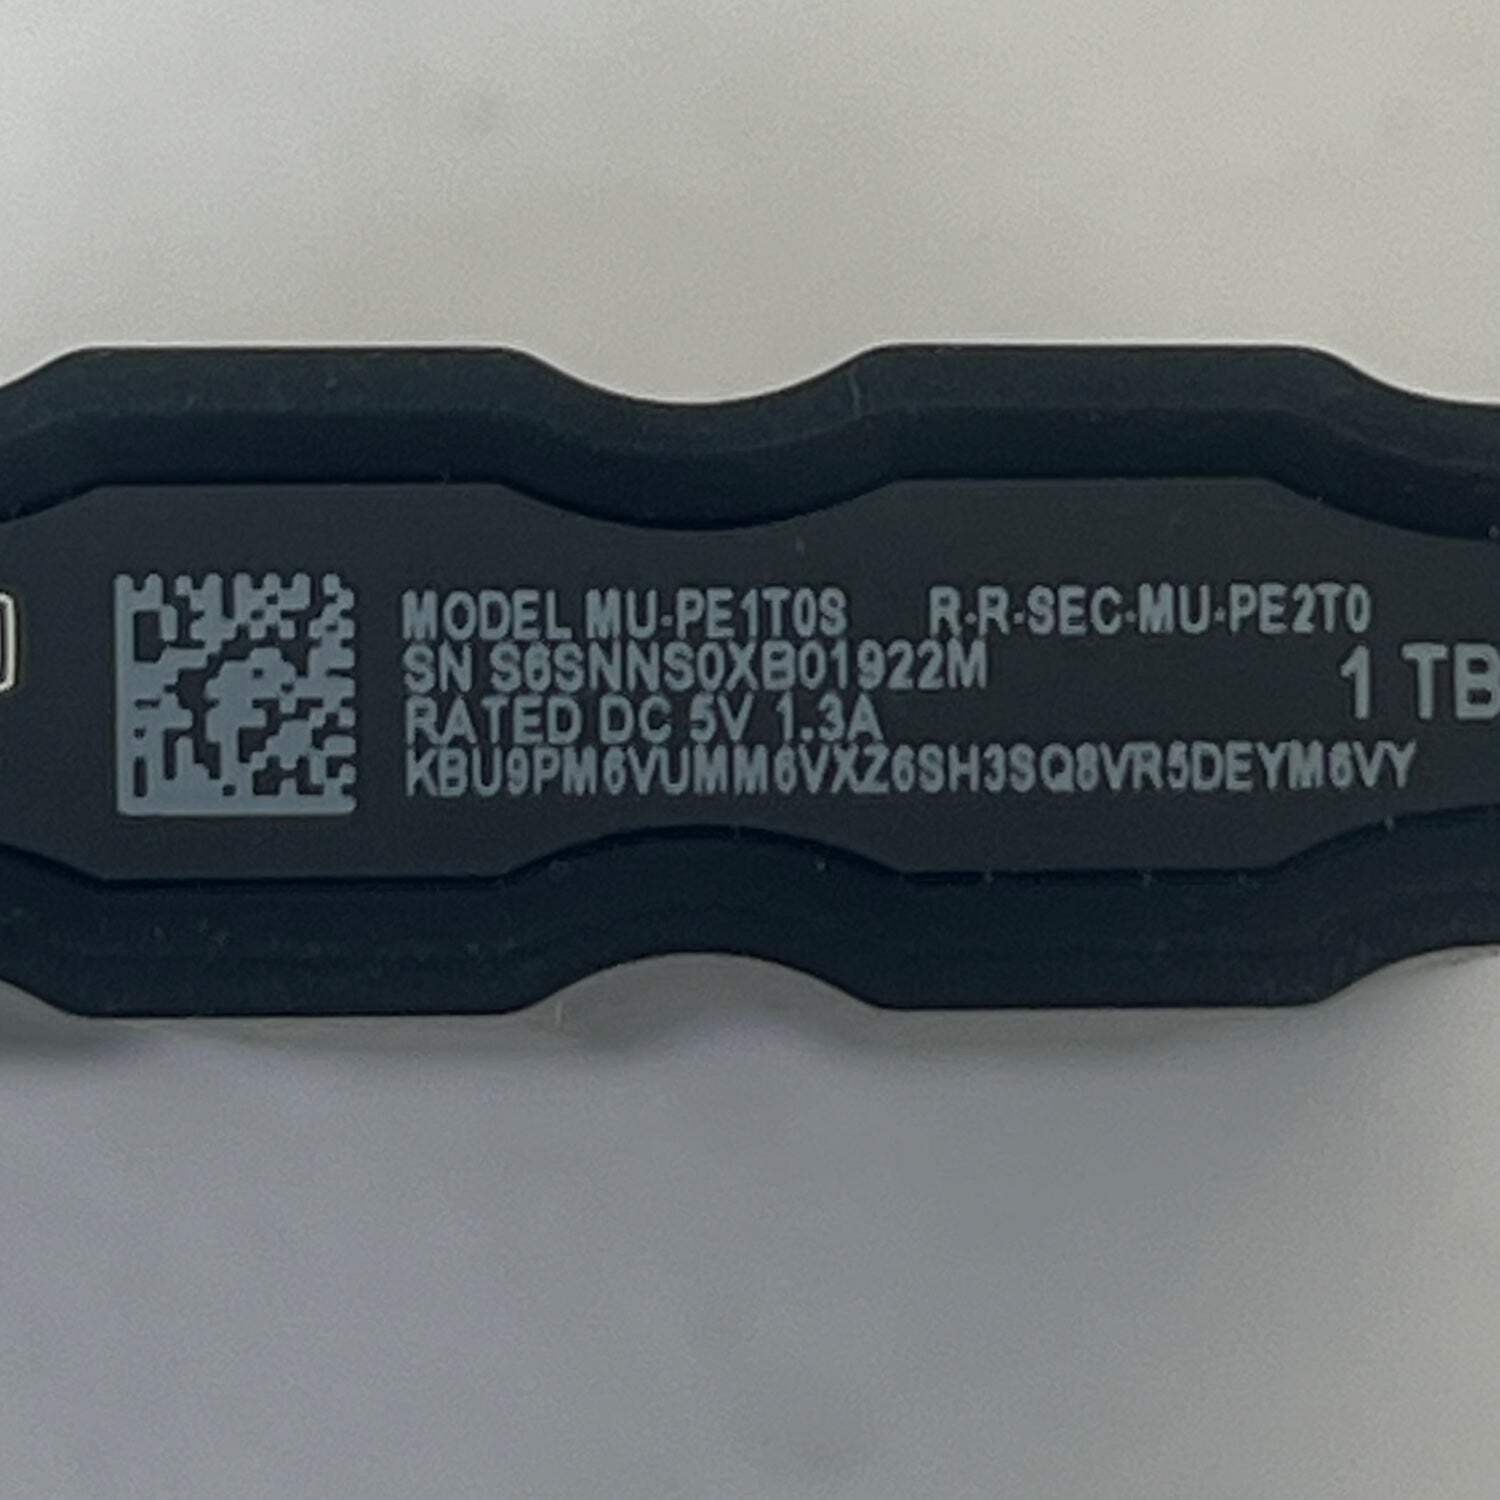 MODEL MU-PE1T0S R-R-SEC-MU-PE2T0
SN S6SNNS0XB01922M
1 TB
RATED DC 5V 1.3A
KBU9PM6VUMM6VXZ6SH3SQ8VR5DEYM6VY